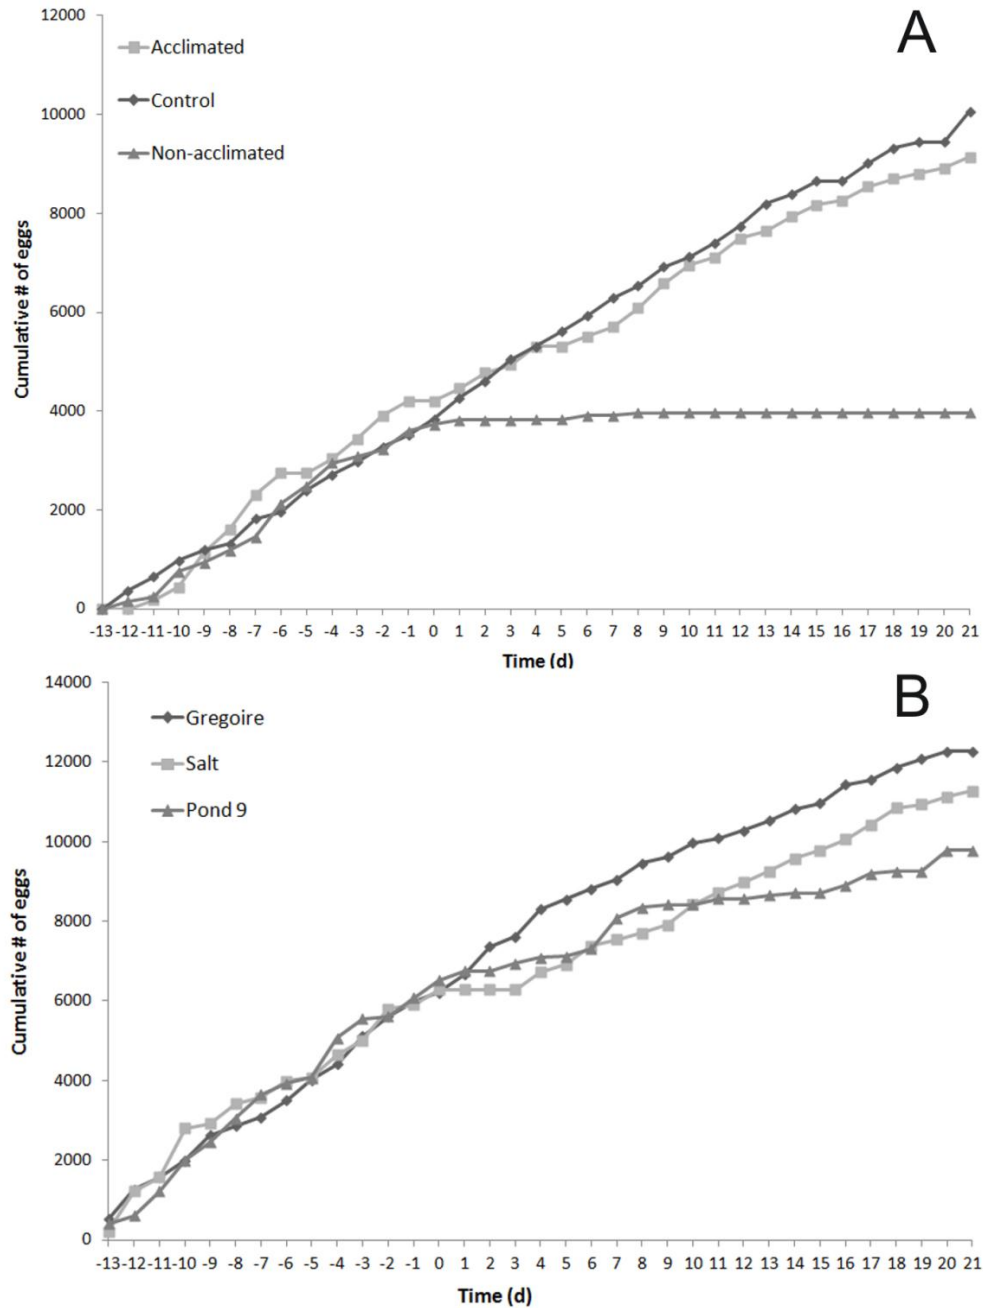 A
12000
10000
8000
6000
4000
2000
0
Cumulative # of eggs
Acclimated
Control
Non-acclimated
-13 -12 -11 -10 -9 -8 -7 -6 -5 -4 -3 -2 -1 0 1 2 3 4 5 6 7 8 9 10 11 12 13 14 15 16 17 18 19 20 21
Time (d)
B
14000
12000
10000
8000
6000
4000
2000
0
Cumulative # of eggs
Gregoire
Salt
Pond 9
-13 -12 -11 -10 -9 -8 -7 -6 -5 -4 -3 -2 -1 0 1 2 3 4 5 6 7 8 9 10 11 12 13 14 15 16 17 18 19 20 21
Time (d)